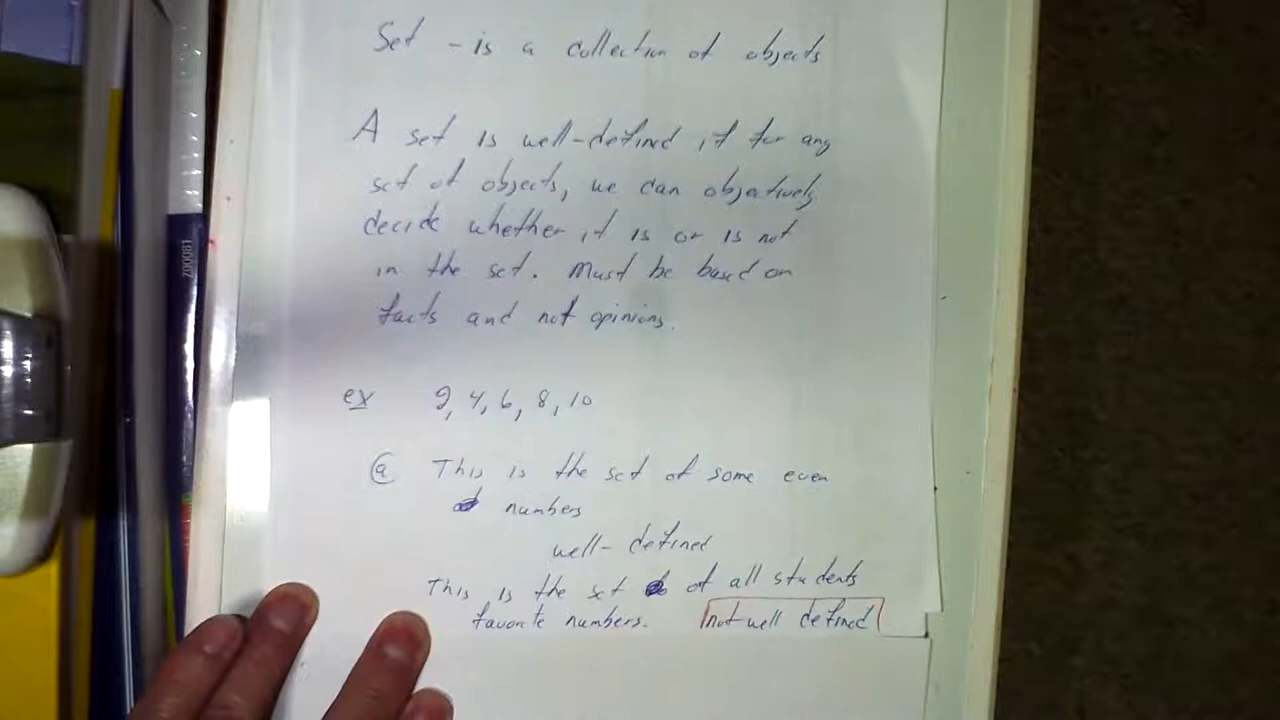 Set - is a collection of objects
A set is well-defined if for any
set of objects, we can objectively
decide whether it is or is not
in the set. Must be based on
facts and not opinions.
ex 2, 4, 6, 8, 10
a This is the set of some even
numbers
well-defined
This is the set of all students
favorite numbers. not well defined